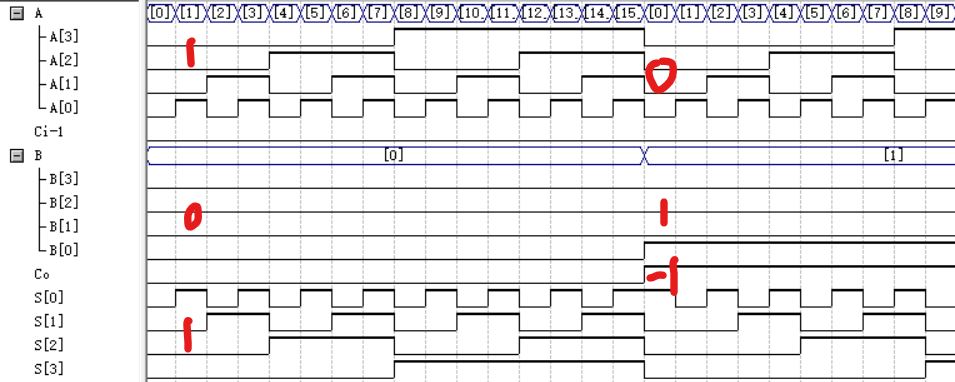 A [0] [1] [2] [3] [4] [5] [6] [7] [8] [9] [10] [11] [12] [13] [14] [15] [0] [1] [2] [3] [4] [5] [6] [7] [8] [9]
A[3]
1
A[2]
0
A[1]
A[0]
Ci-1
B [0] [1]
B[3]
B[2]
0 1
B[1]
B[0]
Co -1
S[0]
S[1]
1
S[2]
S[3]